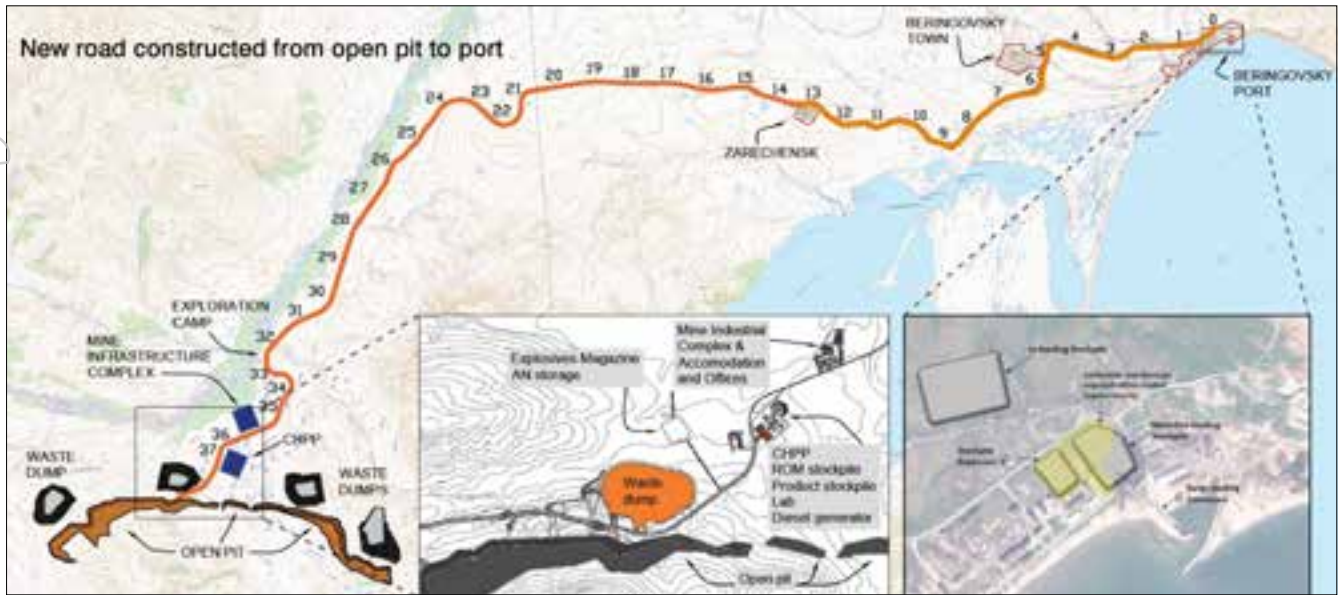 New road constructed from open pit to port
BERINGOVSKY
TOWN
0
1
2
3
4
5
6
7
8
9
10
11
12
13
14
15
16
17
18
19
20
21
22
23
24
25
26
27
28
29
30
31
32
33
34
35
36
37
BERINGOVSKY
PORT
ZARECHENSK
EXPLORATION
CAMP
MINE
INFRASTRUCTURE
COMPLEX
CHPP
WASTE
DUMP
WASTE
DUMPS
OPEN PIT
Explosives Magazine
AN storage
Mine Industrial
Complex &
Accomodation
and Offices
Waste
dump
CHPP
ROM stockpile
Product stockpile
Lab
Diesel generator
Open pit